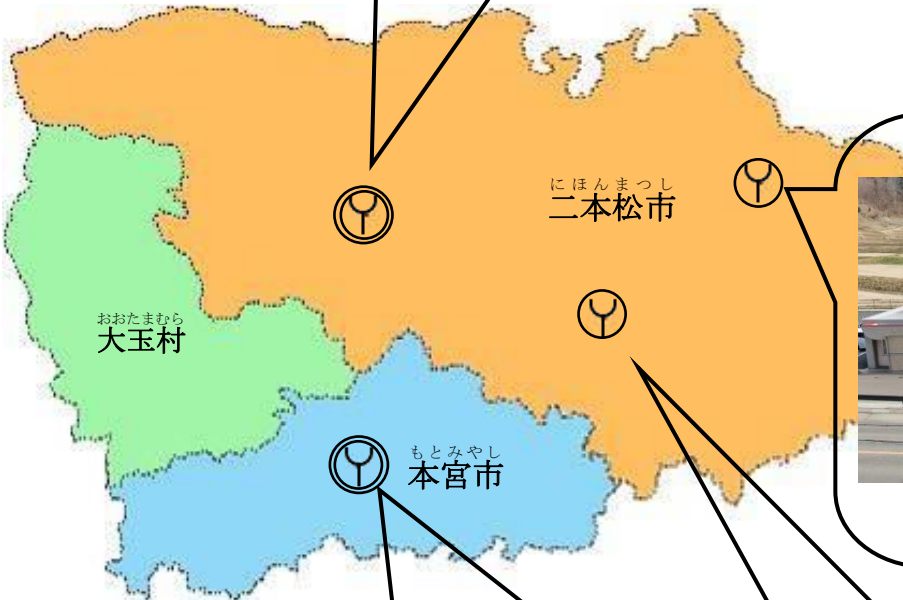 にほんまつし
二本松市
おおたまむら
大玉村
もとみやし
本宮市